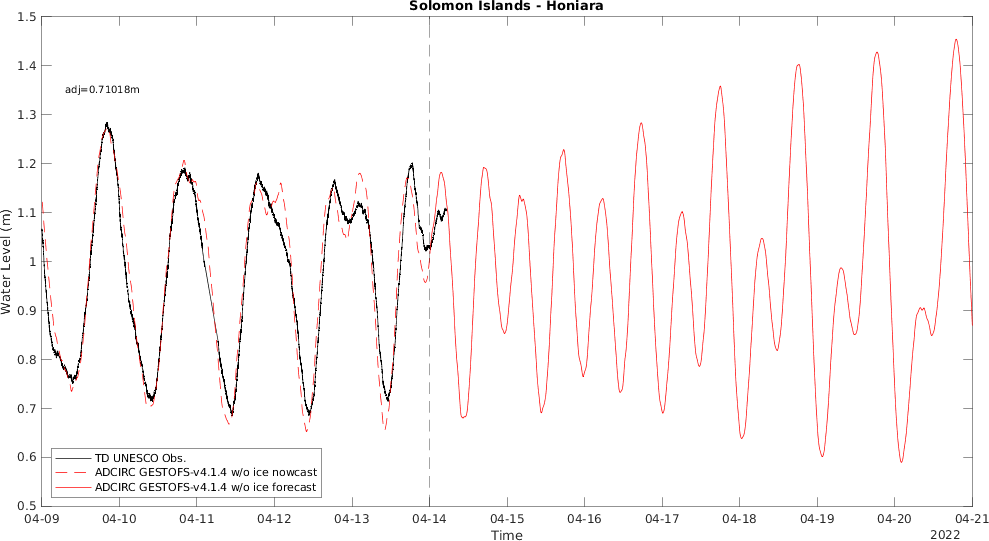 Solomon Islands - Honiara
1.5
1.4
1.3
1.2
1.1
1
0.9
0.8
0.7
0.6
0.5
Water Level (m)
adj=0.71018m
TD UNESCO Obs.
ADCIRC GESTOFS-v4.1.4 w/o ice nowcast
ADCIRC GESTOFS-v4.1.4 w/o ice forecast
04-09 04-10 04-11 04-12 04-13 04-14 04-15 04-16 04-17 04-18 04-19 04-20 04-21
Time
2022